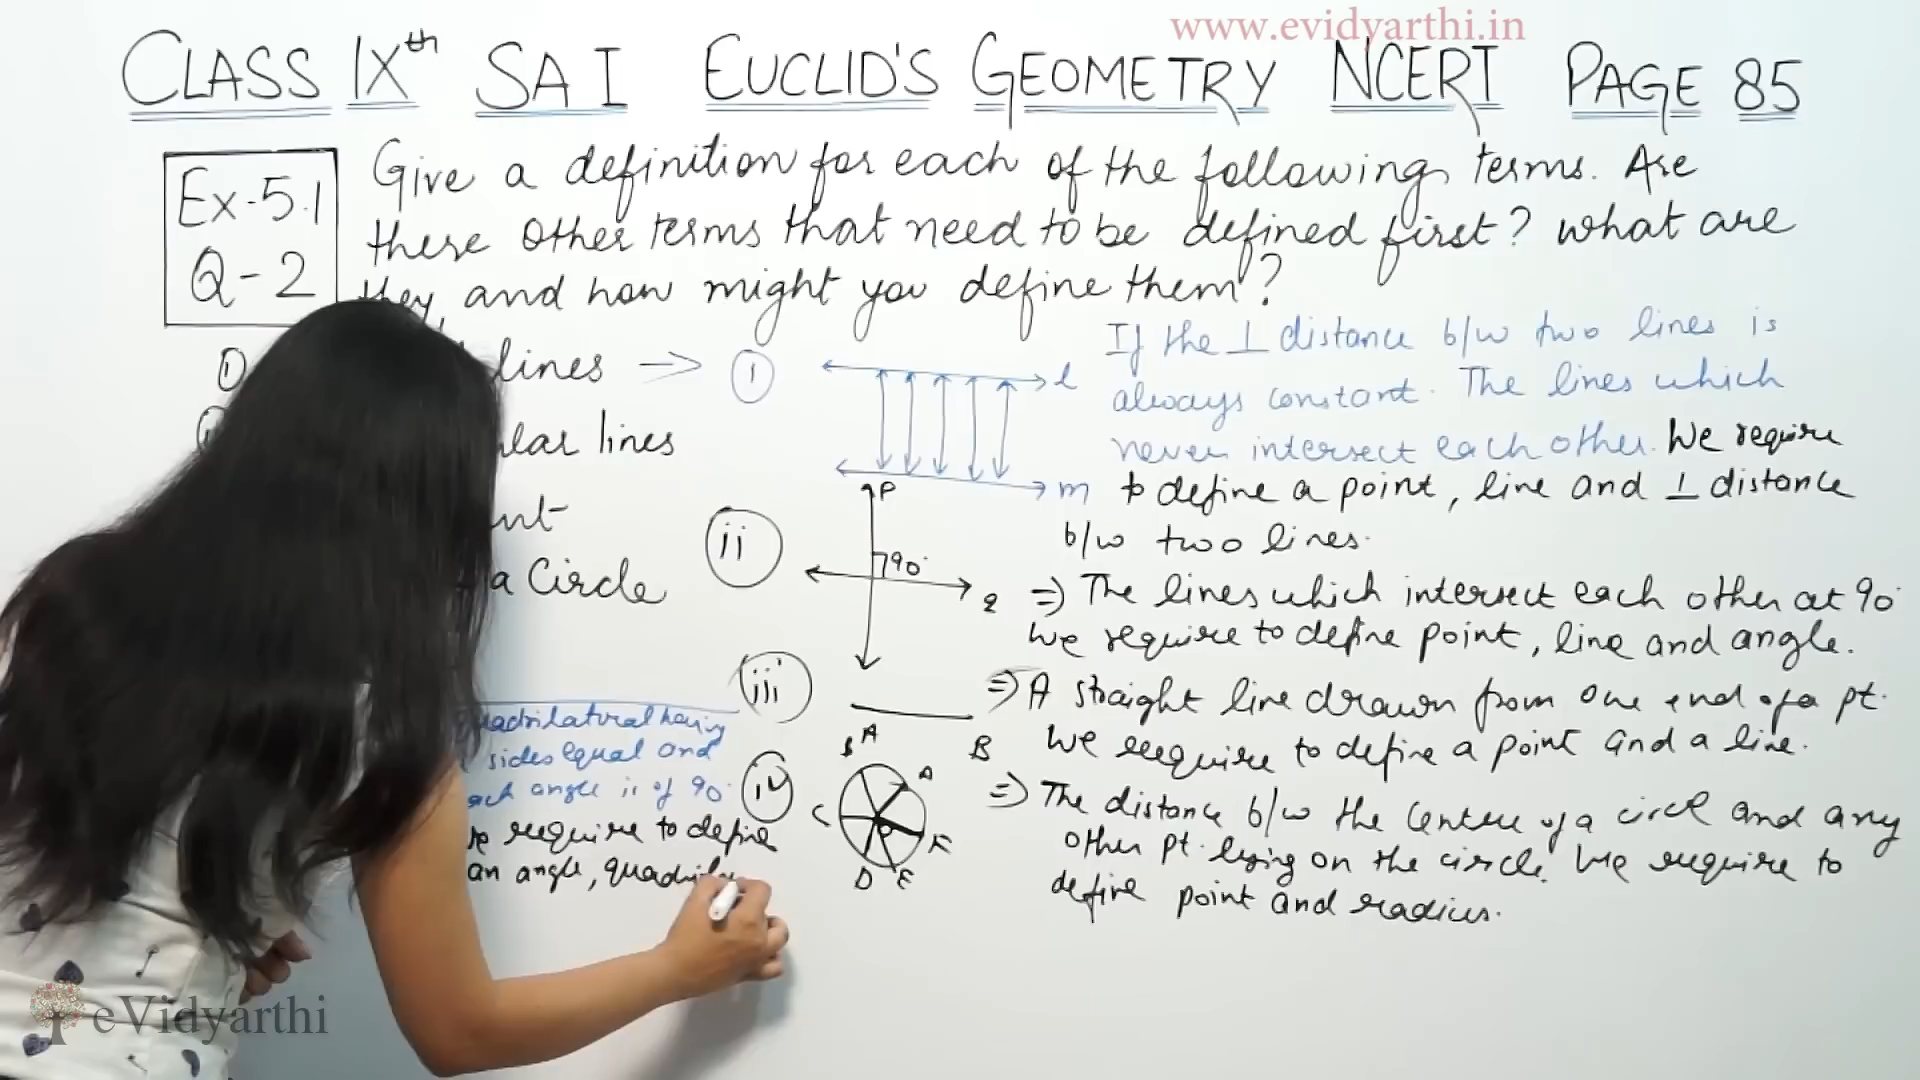 www.evidyarthi.in
CLASS IXth SA I EUCLID'S GEOMETRY NCERT PAGE 85
Ex-5.1
Q-2
Give a definition for each of the following terms. Are
there other terms that need to be defined first? what are
they, and how might you define them?
lines → ①
l
m
If the ⊥ distance b/w two lines is
always constant. The lines which
never intersect each other. We require
to define a point, line and ⊥ distance
b/w two lines.
lines
ii
P
90°
a Circle
⇒ The lines which intersect each other at 90°
We require to define point, line and angle.
iii
A B
⇒ A straight line drawn from one end of a pt.
We require to define a point and a line.
iv
B A
C F
D E
⇒ The distance b/w the centre of a circle and any
other pt. lying on the circle. We require to
define point and radius.
having
sides equal and
angle is of 90°
require to define
an angle,
eVidyarthi